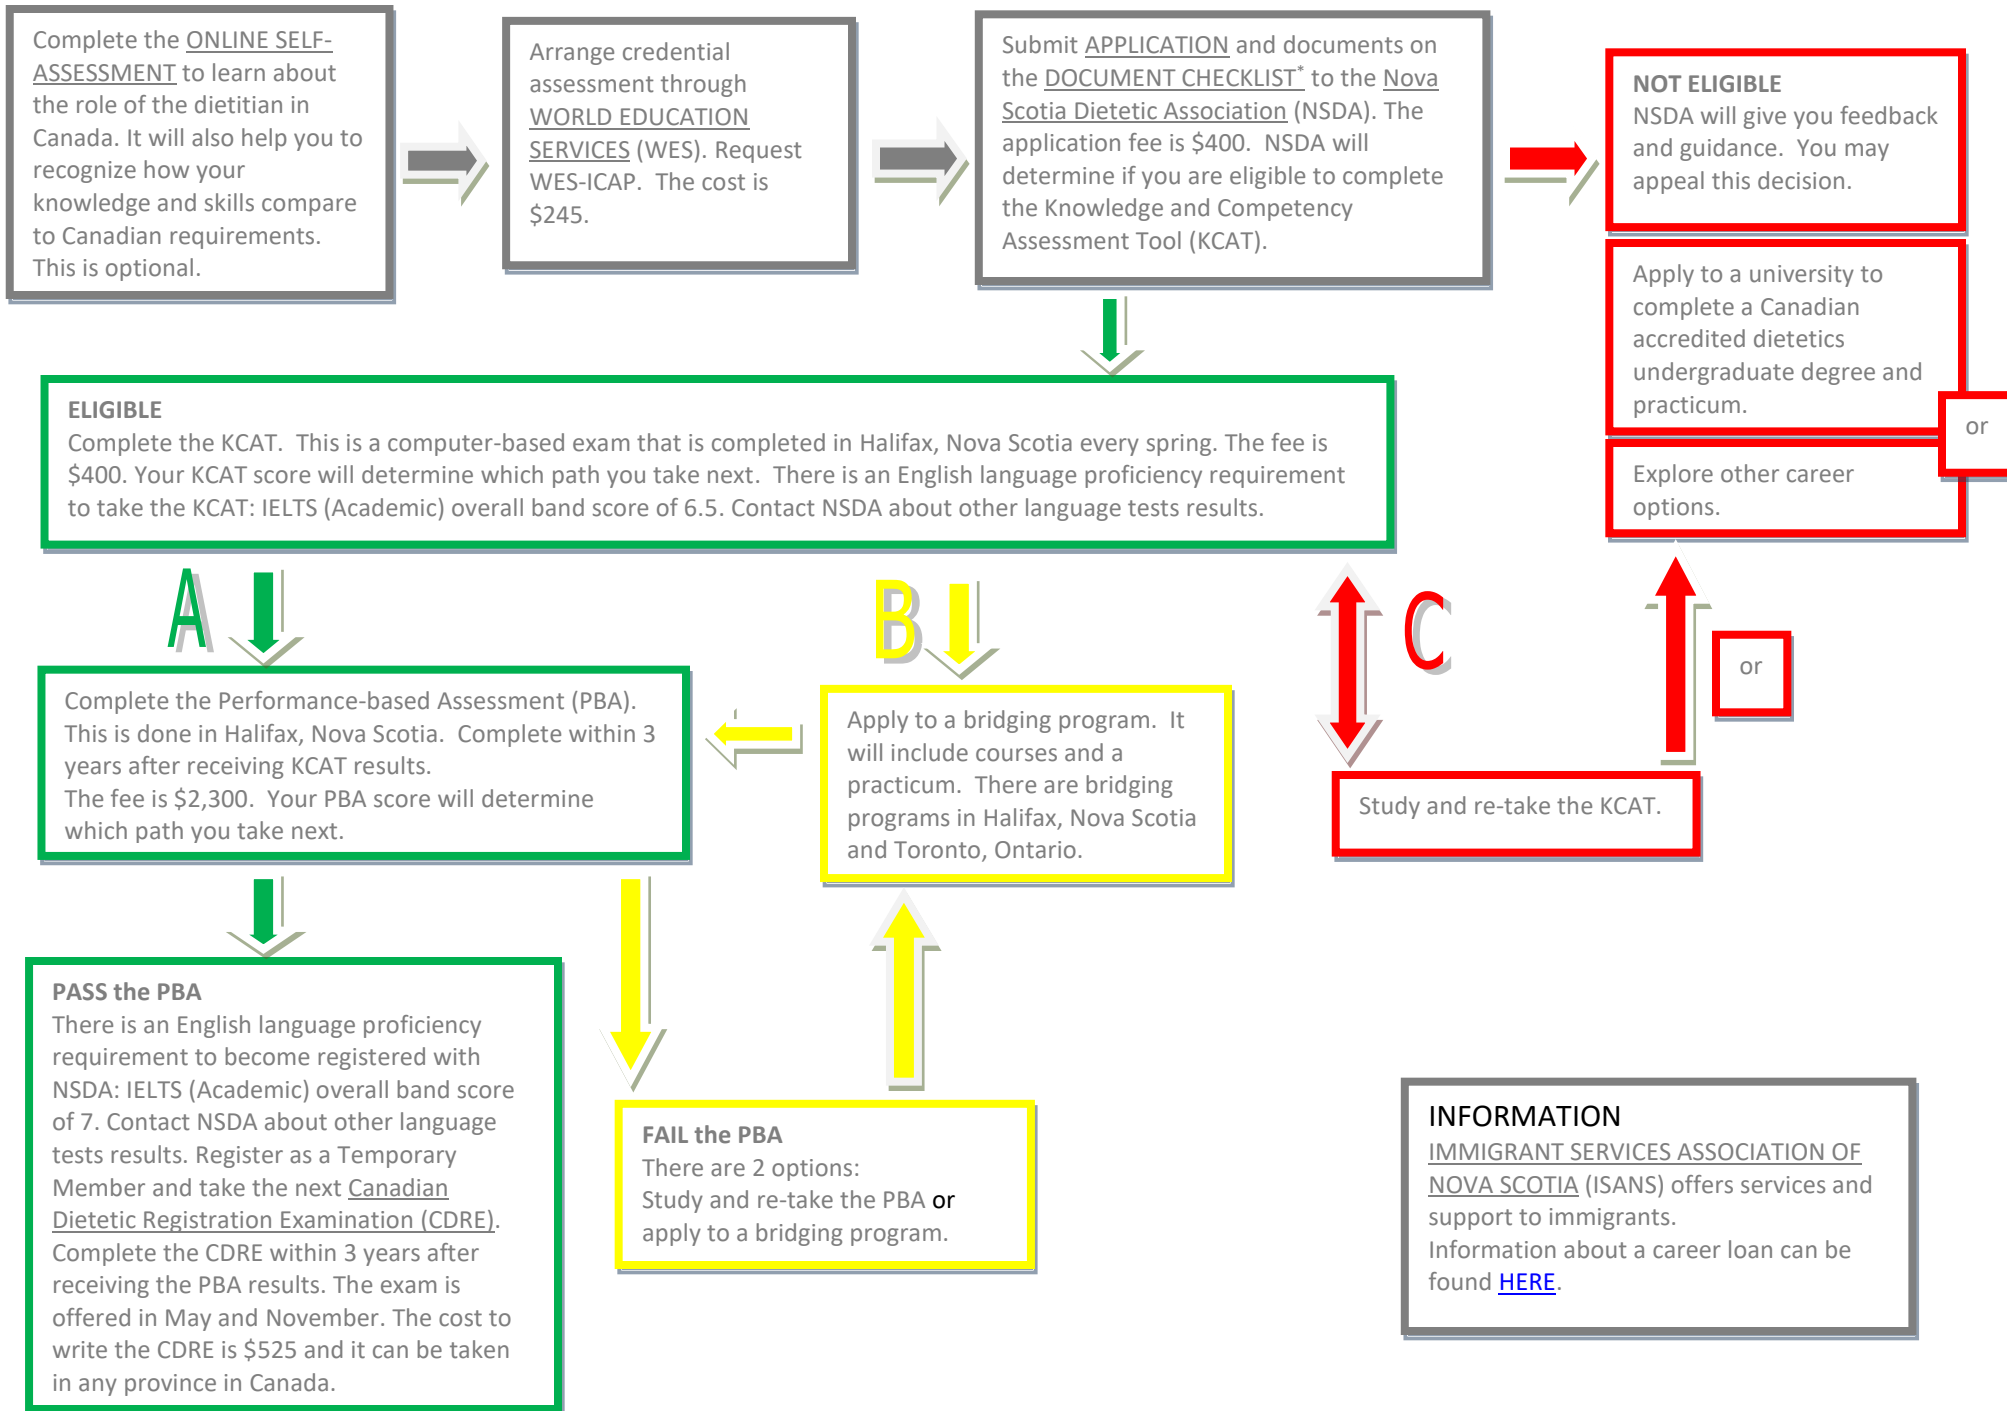 Complete the ONLINE SELF-
ASSESSMENT to learn about
the role of the dietitian in
Canada. It will also help you to
recognize how your
knowledge and skills compare
to Canadian requirements.
This is optional.
Arrange credential
assessment through
WORLD EDUCATION
SERVICES (WES). Request
WES-ICAP.  The cost is
$245.
Submit APPLICATION and documents on
the DOCUMENT CHECKLIST* to the Nova
Scotia Dietetic Association (NSDA). The
application fee is $400.  NSDA will
determine if you are eligible to complete
the Knowledge and Competency
Assessment Tool (KCAT).
NOT ELIGIBLE
NSDA will give you feedback
and guidance.  You may
appeal this decision.
Apply to a university to
complete a Canadian
accredited dietetics
undergraduate degree and
practicum.
or
Explore other career
options.
ELIGIBLE
Complete the KCAT.  This is a computer-based exam that is completed in Halifax, Nova Scotia every spring. The fee is
$400. Your KCAT score will determine which path you take next.  There is an English language proficiency requirement
to take the KCAT: IELTS (Academic) overall band score of 6.5. Contact NSDA about other language tests results.
A
B
C
or
Complete the Performance-based Assessment (PBA).
This is done in Halifax, Nova Scotia.  Complete within 3
years after receiving KCAT results.
The fee is $2,300.  Your PBA score will determine
which path you take next.
Apply to a bridging program.  It
will include courses and a
practicum.  There are bridging
programs in Halifax, Nova Scotia
and Toronto, Ontario.
Study and re-take the KCAT.
PASS the PBA
There is an English language proficiency
requirement to become registered with
NSDA: IELTS (Academic) overall band score
of 7. Contact NSDA about other language
tests results. Register as a Temporary
Member and take the next Canadian
Dietetic Registration Examination (CDRE).
Complete the CDRE within 3 years after
receiving the PBA results. The exam is
offered in May and November. The cost to
write the CDRE is $525 and it can be taken
in any province in Canada.
FAIL the PBA
There are 2 options:
Study and re-take the PBA or
apply to a bridging program.
INFORMATION
IMMIGRANT SERVICES ASSOCIATION OF
NOVA SCOTIA (ISANS) offers services and
support to immigrants.
Information about a career loan can be
found HERE.